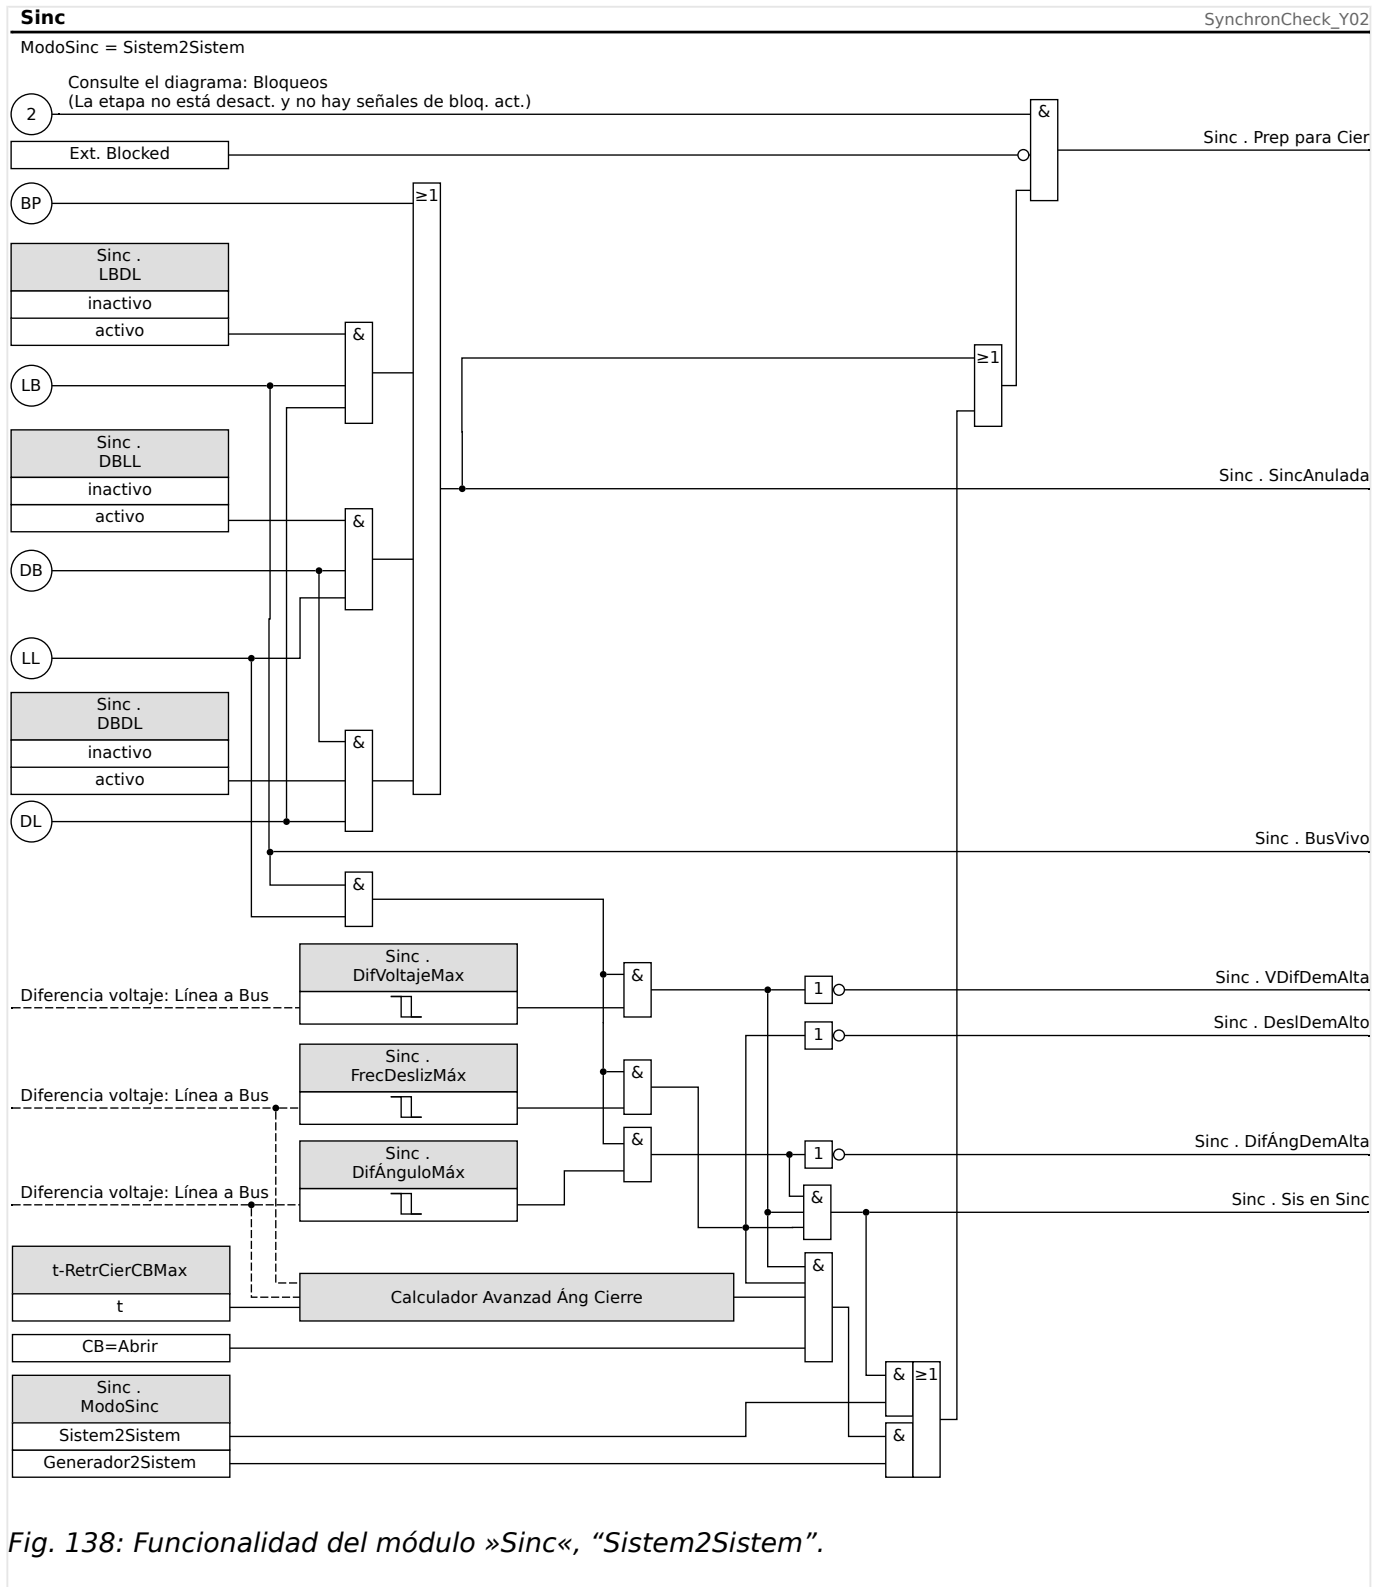 Sinc
SynchronCheck_Y02
ModoSinc = Sistem2Sistem
Consulte el diagrama: Bloqueos
(La etapa no está desact. y no hay señales de bloq. act.)
2
&
Sinc . Prep para Cier
Ext. Blocked
BP
≥1
Sinc .
LBDL
inactivo
activo
&
≥1
LB
Sinc .
DBLL
inactivo
activo
&
Sinc . SincAnulada
DB
LL
Sinc .
DBDL
inactivo
activo
&
DL
Sinc . BusVivo
&
Sinc .
DifVoltajeMax
Diferencia voltaje: Línea a Bus
&
1
Sinc . VDifDemAlta
1
Sinc . DeslDemAlto
Sinc .
FrecDeslizMáx
Diferencia voltaje: Línea a Bus
&
Sinc .
DifÁnguloMáx
Diferencia voltaje: Línea a Bus
&
1
Sinc . DifÁngDemAlta
&
Sinc . Sis en Sinc
t-RetrCierCBMax
t
Calculador Avanzad Áng Cierre
&
CB=Abrir
Sinc .
ModoSinc
Sistem2Sistem
Generador2Sistem
&
≥1
&
Fig. 138: Funcionalidad del módulo »Sinc«, “Sistem2Sistem”.